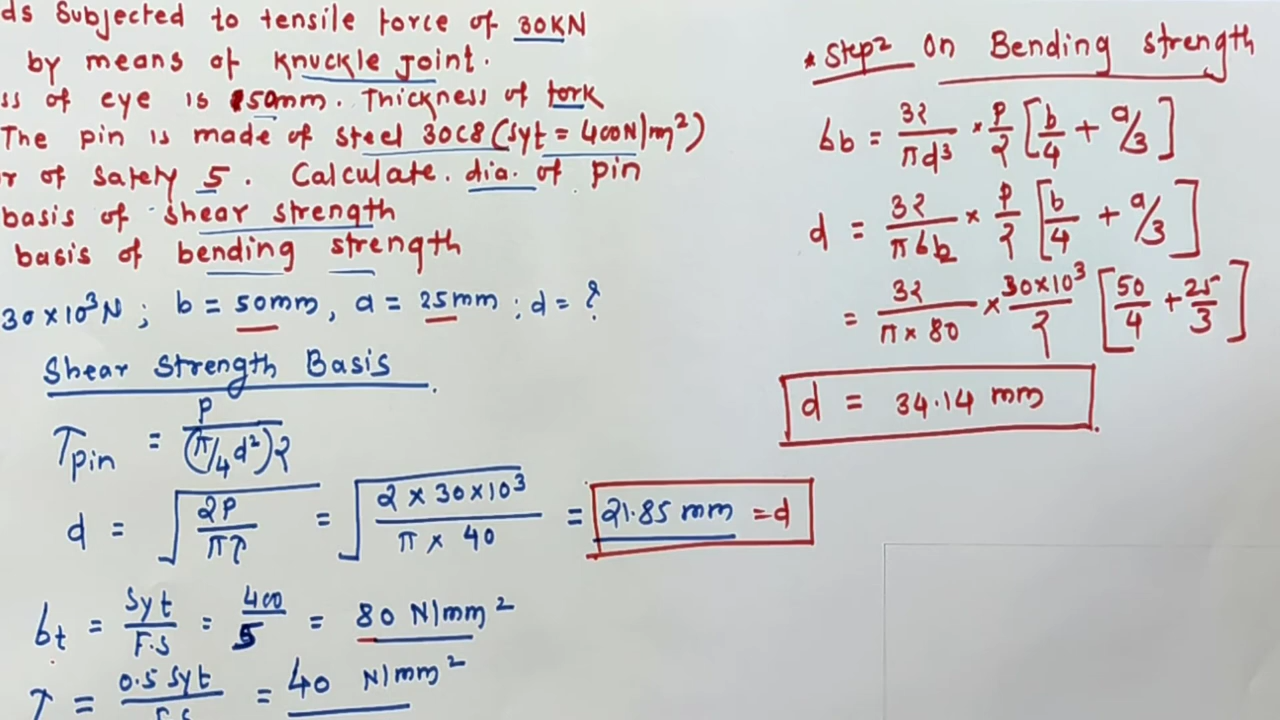 ds Subjected to tensile force of 30KN
by means of knuckle joint.
ss of eye is 50mm. Thickness of fork
The pin is made of steel 30C8 (Syt = 400N/m²)
r of Safety 5. Calculate. dia. of pin
basis of shear strength
basis of bending strength
30×10³N ; b = 50mm, a = 25mm ; d = ?
Shear Strength Basis
τpin = P / (π/4 d²)2
d = √(2P / πτ) = √(2 × 30×10³ / π × 40) = 21.85 mm = d
σt = Syt / F.S = 400 / 5 = 80 N/mm²
τ = 0.5 Syt / F.S = 40 N/mm²
* Step2 On Bending strength
σb = 32/πd³ × P/2 [b/4 + a/3]
d = 32/πσb × P/2 [b/4 + a/3]
= 32/π×80 × 30×10³/2 [50/4 + 25/3]
d = 34.14 mm